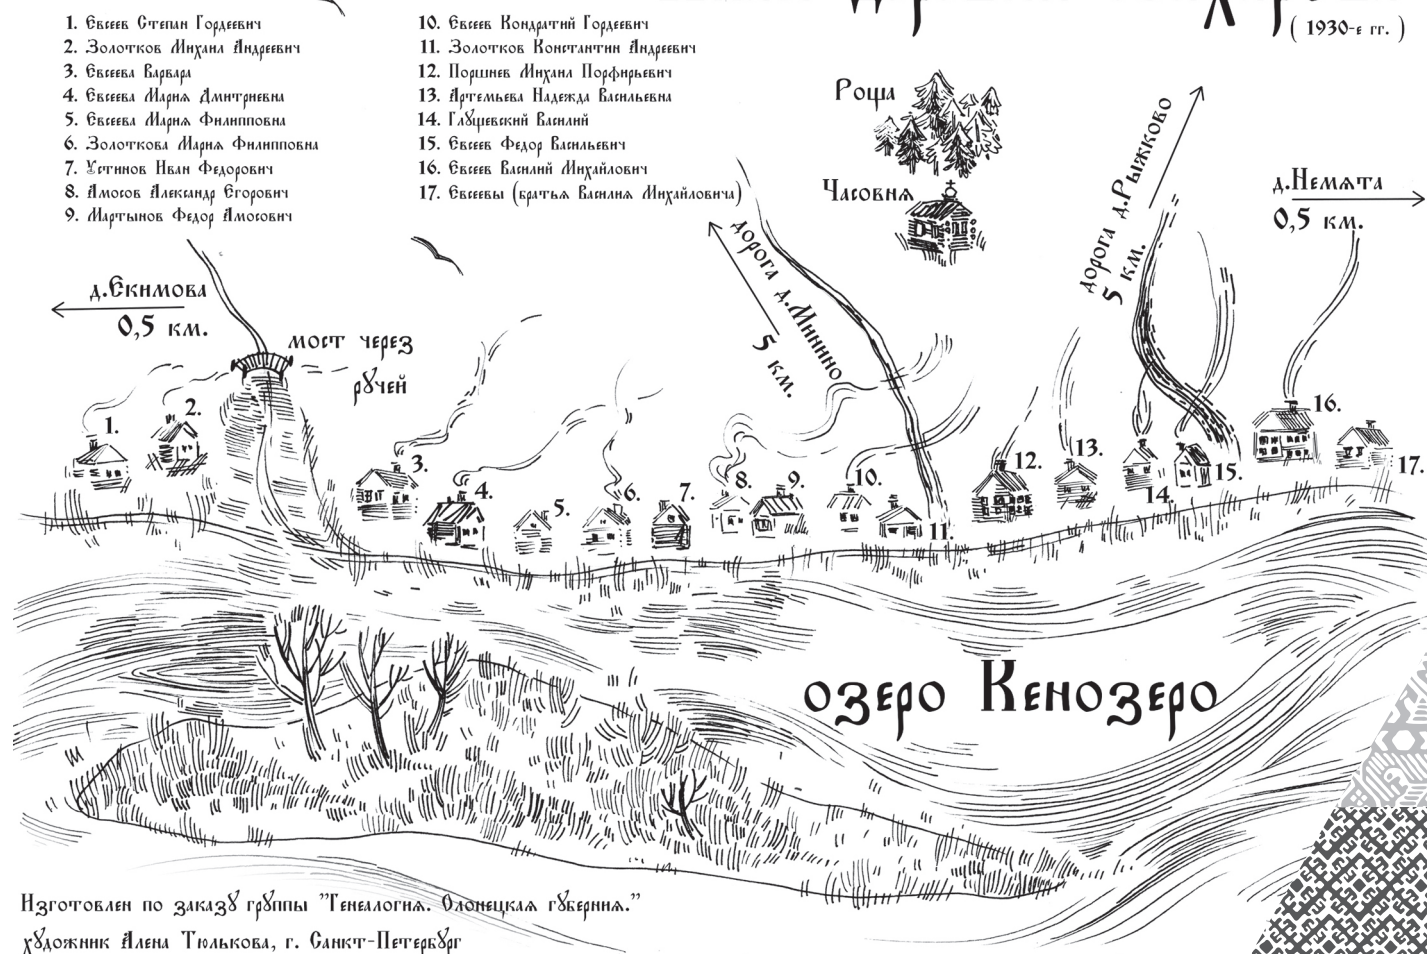 ( 1930-е гг. )
1. Евсеев Степан Гордеевич
2. Золотков Михаил Андреевич
3. Евсеева Варвара
4. Евсеева Мария Дмитриевна
5. Евсеева Мария Филипповна
6. Золоткова Мария Филипповна
7. Устинов Иван Федорович
8. Амосов Александр Егорович
9. Мартынов Федор Амосович
10. Евсеев Кондратий Гордеевич
11. Золотков Константин Андреевич
12. Поршнев Михаил Порфирьевич
13. Артемьева Надежда Васильевна
14. Глушевский Василий
15. Евсеев Федор Васильевич
16. Евсеев Василий Михайлович
17. Евсеевы (братья Василия Михайловича)
Роща
Часовня
дорога д.Рыжково
5 км.
д.Немята
0,5 км.
дорога д.Минино
5 км.
д.Екимова
0,5 км.
мост через
ручей
1.
2.
3.
4.
5.
6.
7.
8.
9.
10.
11.
12.
13.
14.
15.
16.
17.
озеро Кенозеро
Изготовлен по заказу группы "Генеалогия. Олонецкая губерния."
художник Алена Тюлькова, г. Санкт-Петербург